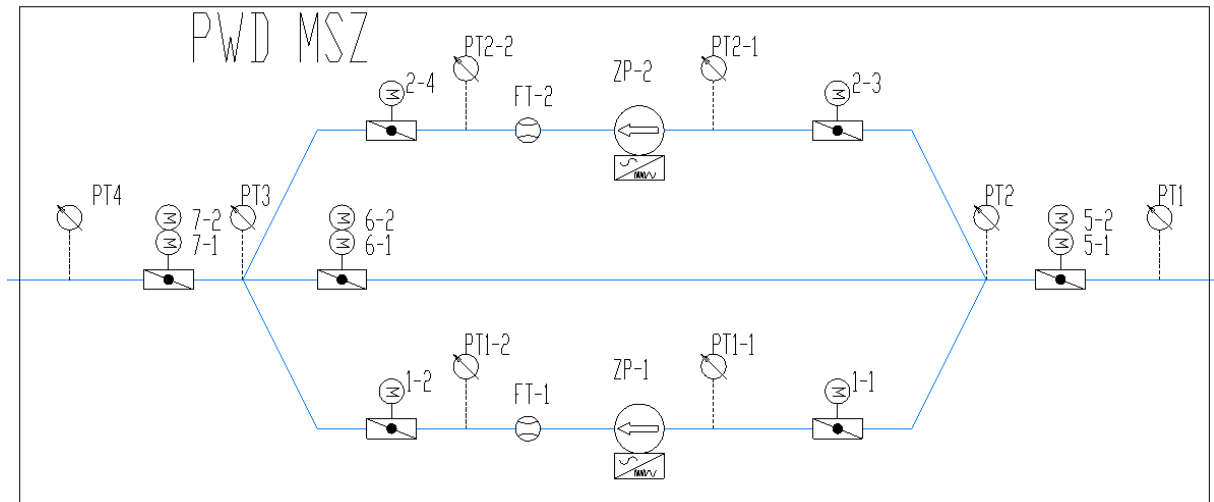 PWD MSZ
2-4
PT2-2
FT-2
ZP-2
PT2-1
2-3
M
M
PT4
7-2
7-1
M
M
PT3
6-2
6-1
M
M
PT2
5-2
5-1
M
M
PT1
1-2
PT1-2
FT-1
ZP-1
PT1-1
1-1
M
M